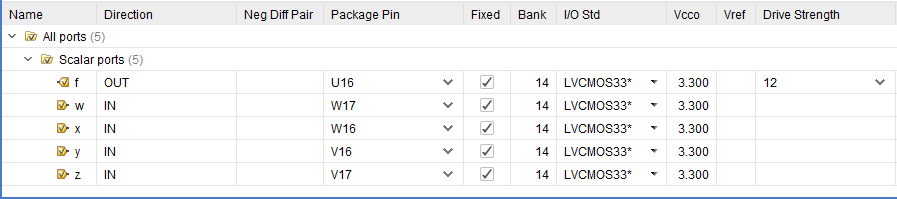 Name Direction Neg Diff Pair Package Pin Fixed Bank I/O Std Vcco Vref Drive Strength
All ports (5)
Scalar ports (5)
f OUT U16 14 LVCMOS33* 3.300 12
w IN W17 14 LVCMOS33* 3.300
x IN W16 14 LVCMOS33* 3.300
y IN V16 14 LVCMOS33* 3.300
z IN V17 14 LVCMOS33* 3.300